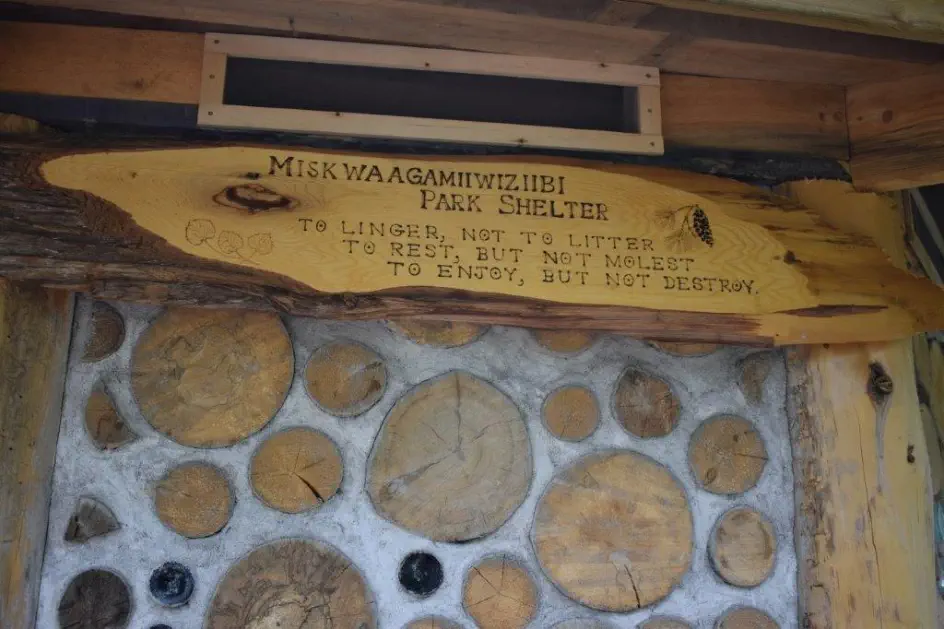 MISKWAAGAMIIWIZIIBI
PARK SHELTER
TO LINGER, NOT TO LITTER
TO REST, BUT NOT MOLEST
TO ENJOY, BUT NOT DESTROY.